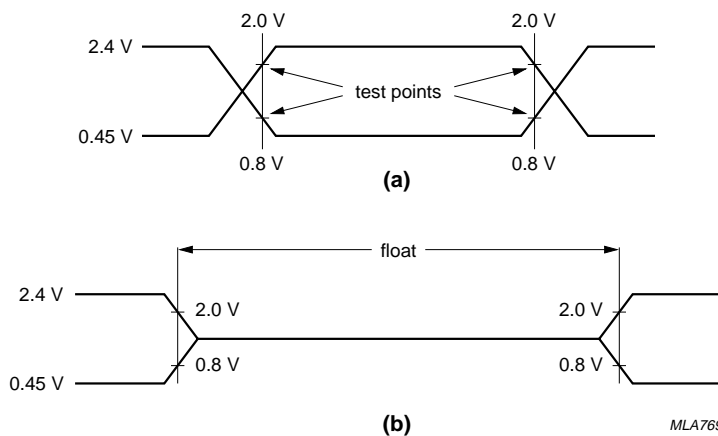 2.0 V 2.0 V
2.4 V
test points
0.45 V
0.8 V 0.8 V
(a)
float
2.4 V
2.0 V 2.0 V
0.8 V 0.8 V
0.45 V
(b)
MLA769